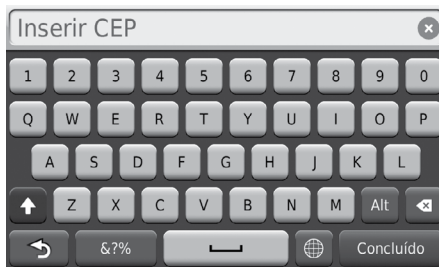 Inserir CEP
1 2 3 4 5 6 7 8 9 0
Q W E R T Y U I O P
A S D F G H J K L
Z X C V B N M Alt
&?% Concluído